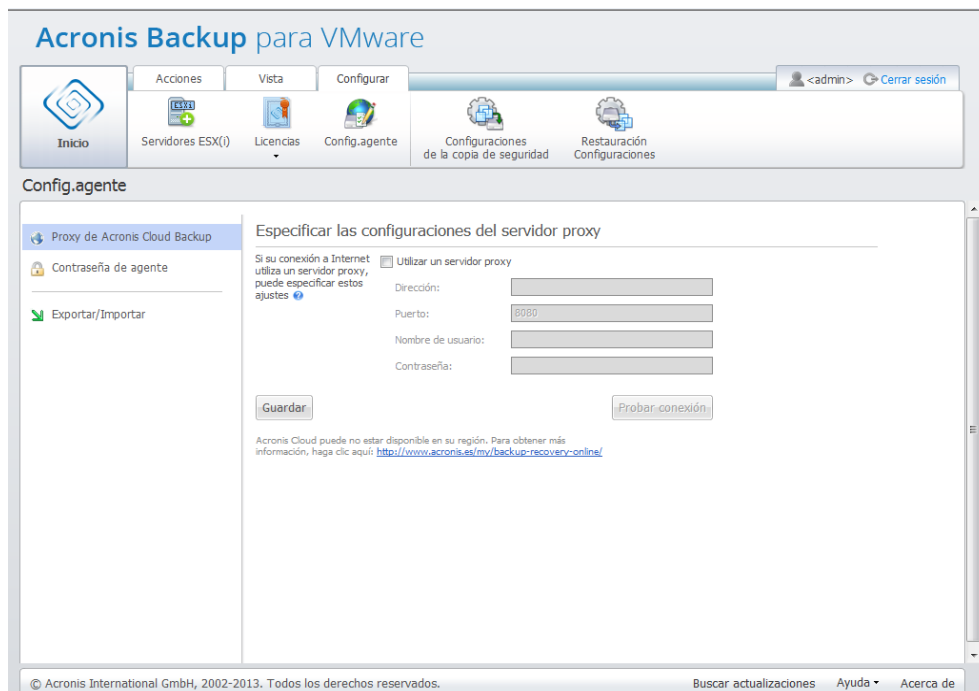 Acronis Backup para VMware
Acciones
Vista
Configurar
<admin>
Cerrar sesión
Inicio
ESXi
Servidores ESX(i)
Licencias
Config.agente
Configuraciones
de la copia de seguridad
Restauración
Configuraciones
Config.agente
Proxy de Acronis Cloud Backup
Contraseña de agente
Exportar/Importar
Especificar las configuraciones del servidor proxy
Si su conexión a Internet
utiliza un servidor proxy,
puede especificar estos
ajustes
Utilizar un servidor proxy
Dirección:
Puerto:
8080
Nombre de usuario:
Contraseña:
Guardar
Probar conexión
Acronis Cloud puede no estar disponible en su región. Para obtener más
información, haga clic aquí: http://www.acronis.es/my/backup-recovery-online/
© Acronis International GmbH, 2002-2013. Todos los derechos reservados.
Buscar actualizaciones
Ayuda
Acerca de